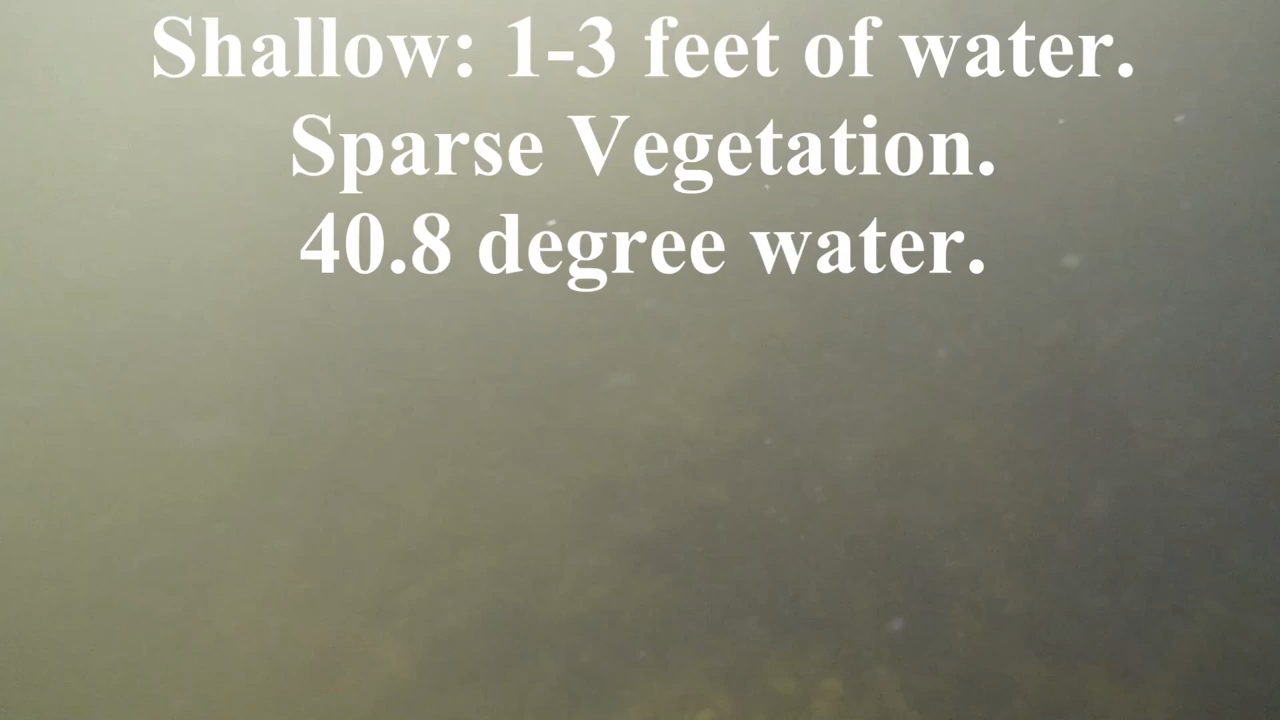 Shallow: 1-3 feet of water.
Sparse Vegetation.
40.8 degree water.